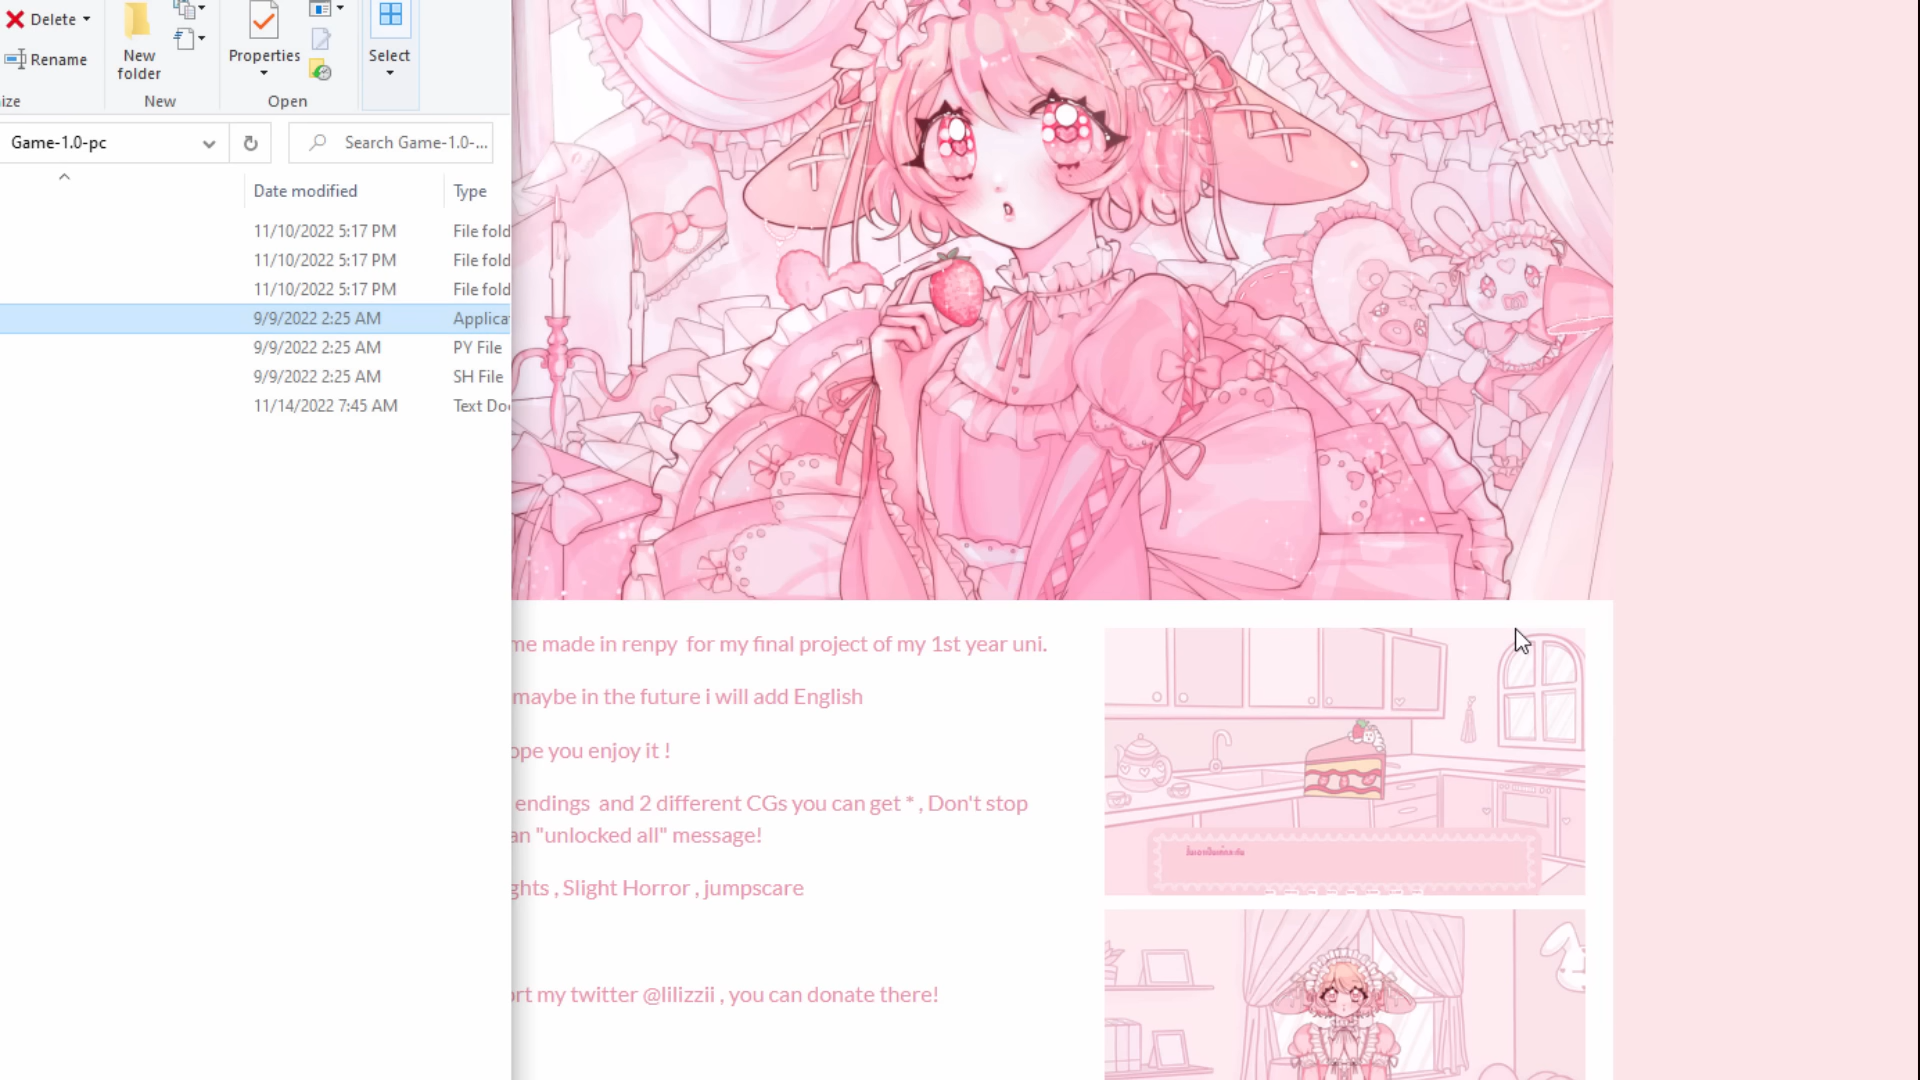 Delete
Rename
ize
New
folder
New
Properties
Open
Select
Game-1.0-pc
Search Game-1.0-...
Date modified
Type
11/10/2022 5:17 PM
File fold
11/10/2022 5:17 PM
File fold
11/10/2022 5:17 PM
File fold
9/9/2022 2:25 AM
Applica
9/9/2022 2:25 AM
PY File
9/9/2022 2:25 AM
SH File
11/14/2022 7:45 AM
Text Do
me made in renpy for my final project of my 1st year uni.
maybe in the future i will add English
ope you enjoy it !
endings and 2 different CGs you can get * , Don't stop
an "unlocked all" message!
ghts , Slight Horror , jumpscare
ort my twitter @lilizzii , you can donate there!